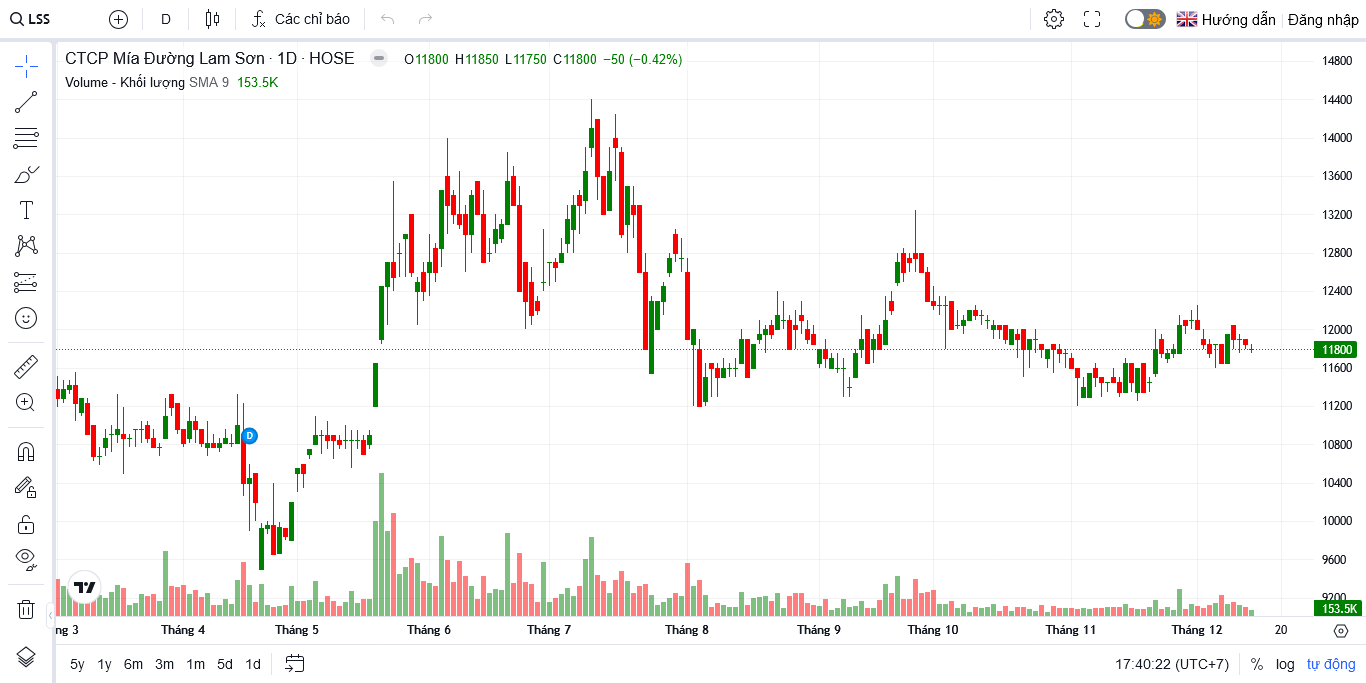 LSS D Các chỉ báo Hướng dẫn Đăng nhập
CTCP Mía Đường Lam Sơn · 1D · HOSE O11800 H11850 L11750 C11800 −50 (−0.42%)
Volume - Khối lượng SMA 9 153.5K
14800
14400
14000
13600
13200
12800
12400
12000
11800
11600
11200
10800
D
10400
10000
9600
9200
153.5K
ng 3 Tháng 4 Tháng 5 Tháng 6 Tháng 7 Tháng 8 Tháng 9 Tháng 10 Tháng 11 Tháng 12 20
5y 1y 6m 3m 1m 5d 1d 17:40:22 (UTC+7) % log tự động